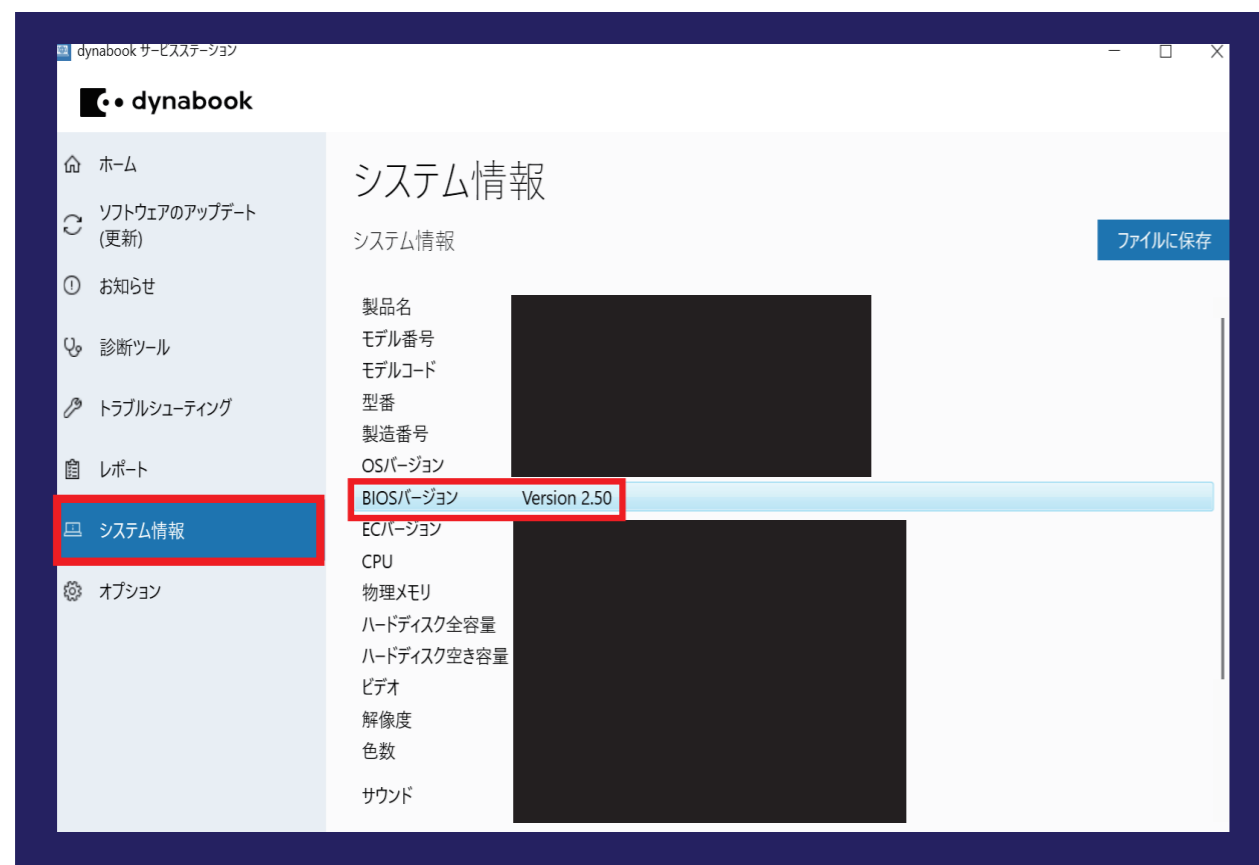 dynabook サービスステーション
dynabook
ホーム
ソフトウェアのアップデート
(更新)
お知らせ
診断ツール
トラブルシューティング
レポート
システム情報
オプション
システム情報
システム情報
ファイルに保存
製品名
モデル番号
モデルコード
型番
製造番号
OSバージョン
BIOSバージョン Version 2.50
ECバージョン
CPU
物理メモリ
ハードディスク全容量
ハードディスク空き容量
ビデオ
解像度
色数
サウンド